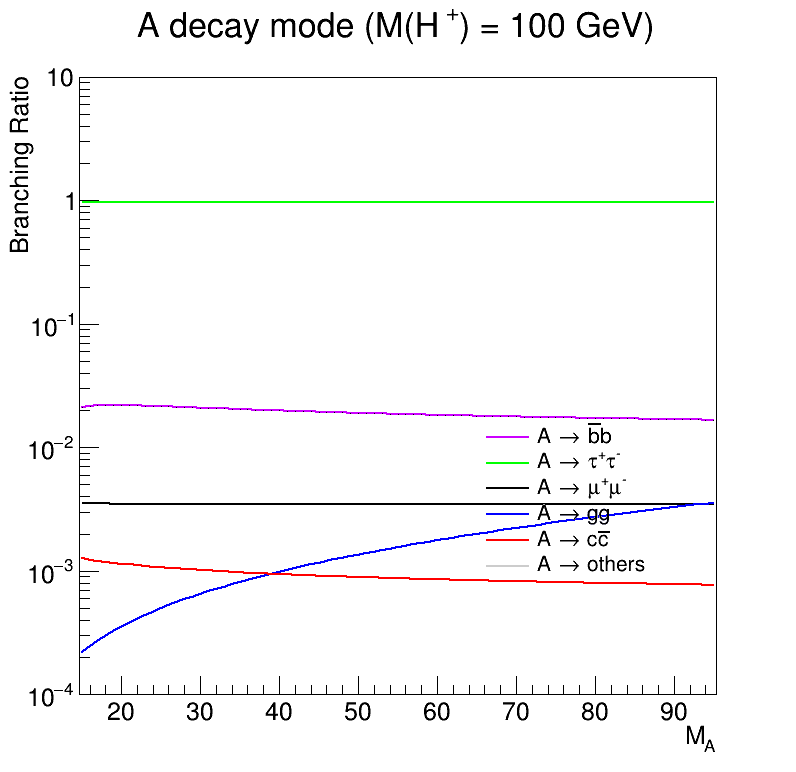 A decay mode (M(H⁺) = 100 GeV)
Branching Ratio
10
1
10⁻¹
10⁻²
10⁻³
10⁻⁴
A → b̅b
A → τ⁺τ⁻
A → μ⁺μ⁻
A → gg
A → cc̅
A → others
20 30 40 50 60 70 80 90
M_A